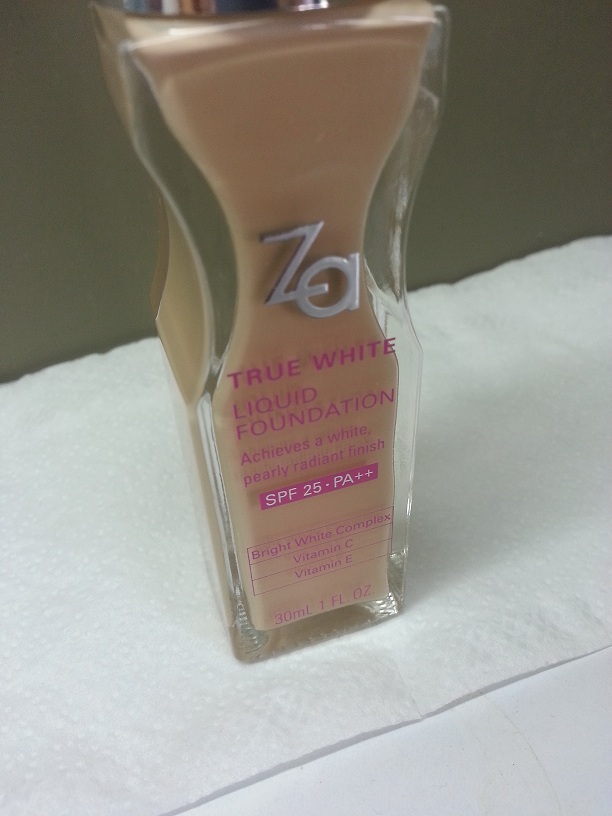 Za
TRUE WHITE
LIQUID
FOUNDATION
Achieves a white,
pearly radiant finish
SPF 25·PA++
Bright White Complex
Vitamin C
Vitamin E
30mL 1 FL. OZ.